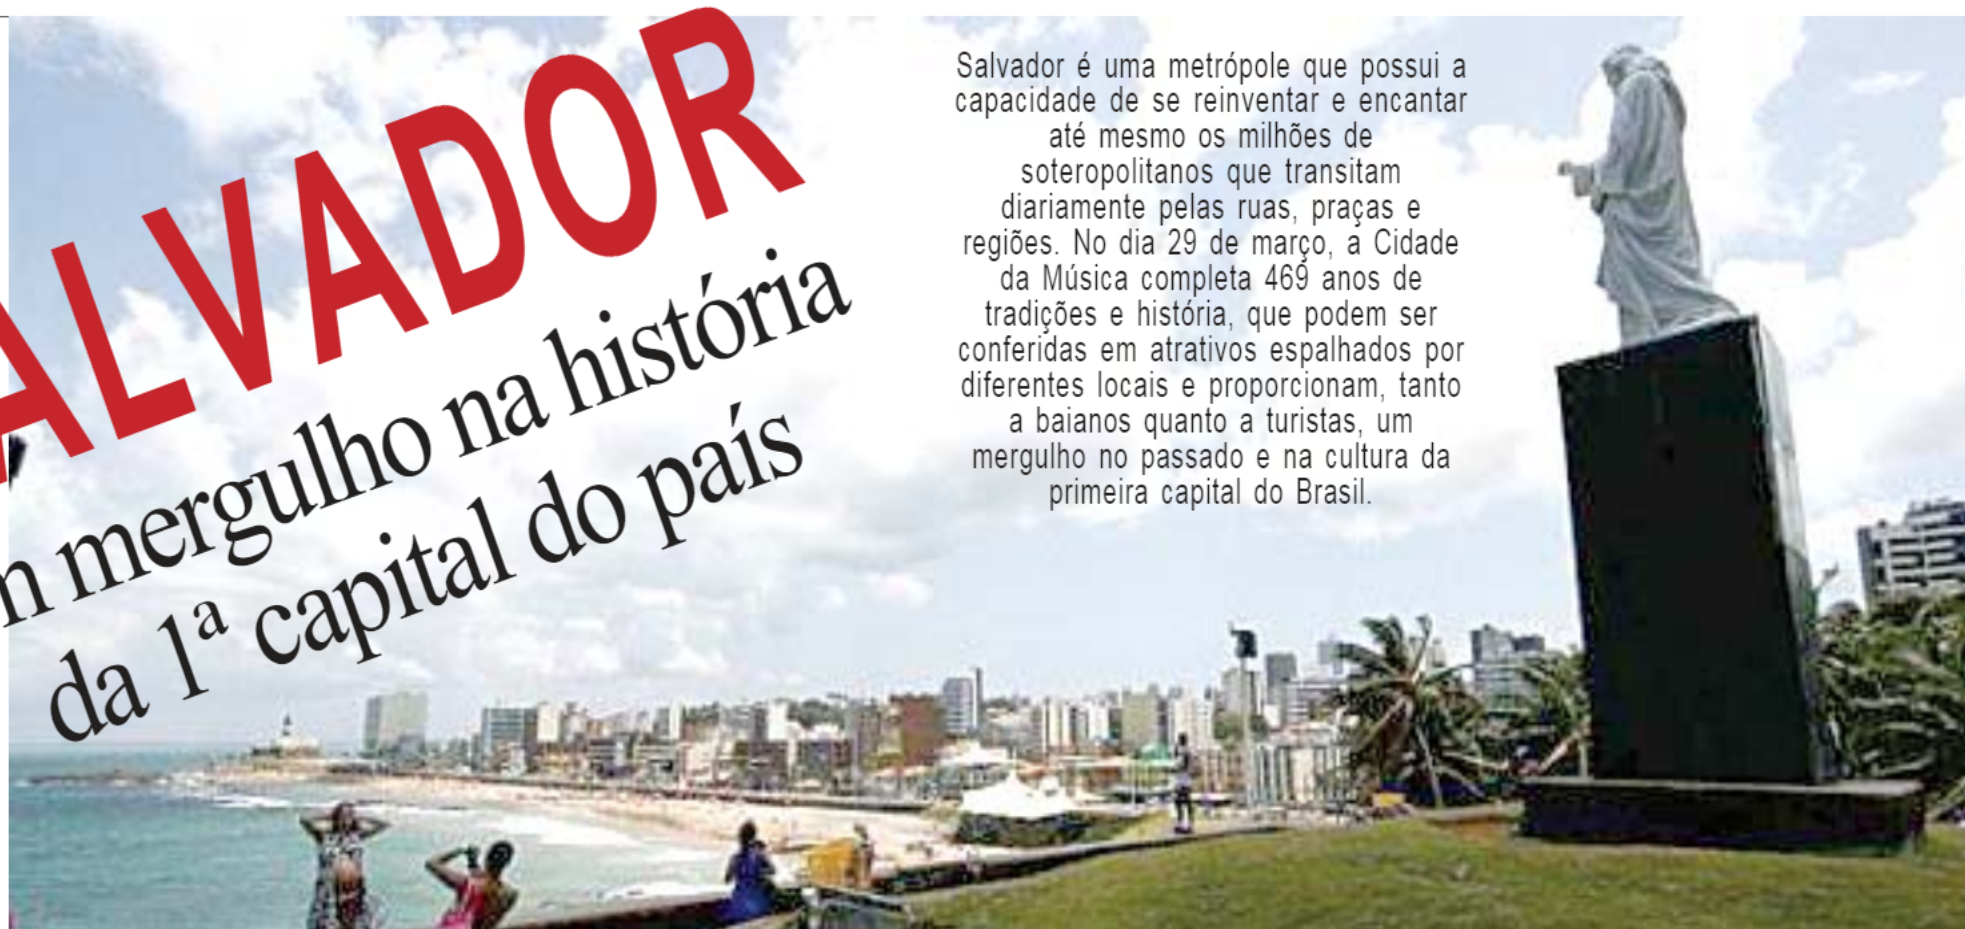 ALVADOR
m mergulho na história
da 1ª capital do país
Salvador é uma metrópole que possui a
capacidade de se reinventar e encantar
até mesmo os milhões de
soteropolitanos que transitam
diariamente pelas ruas, praças e
regiões. No dia 29 de março, a Cidade
da Música completa 469 anos de
tradições e história, que podem ser
conferidas em atrativos espalhados por
diferentes locais e proporcionam, tanto
a baianos quanto a turistas, um
mergulho no passado e na cultura da
primeira capital do Brasil.